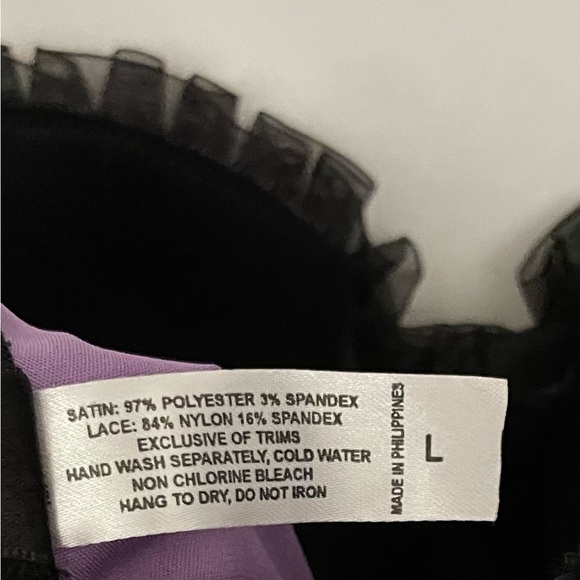 SATIN: 97% POLYESTER 3% SPANDEX
LACE: 84% NYLON 16% SPANDEX
EXCLUSIVE OF TRIMS
HAND WASH SEPARATELY, COLD WATER
NON CHLORINE BLEACH
HANG TO DRY, DO NOT IRON
MADE IN PHILIPPINES
L